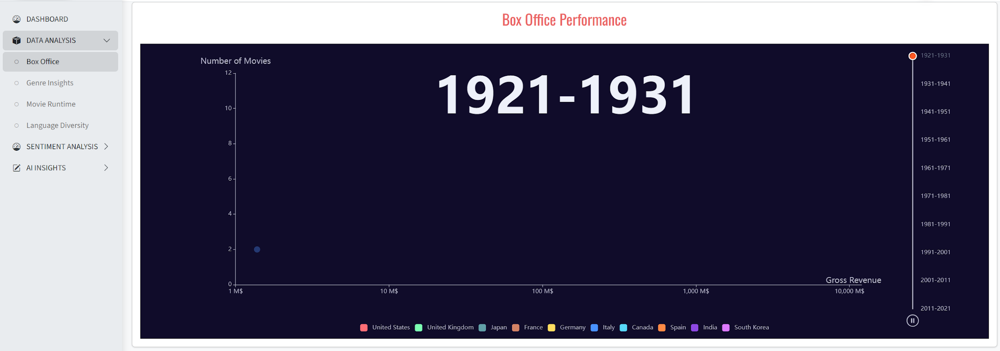 DASHBOARD
DATA ANALYSIS
Box Office
Genre Insights
Movie Runtime
Language Diversity
SENTIMENT ANALYSIS
AI INSIGHTS
Box Office Performance
Number of Movies
1921-1931
12
10
8
6
4
2
0
1 M$
10 M$
100 M$
1,000 M$
10,000 M$
Gross Revenue
1921-1931
1931-1941
1941-1951
1951-1961
1961-1971
1971-1981
1981-1991
1991-2001
2001-2011
2011-2021
United States
United Kingdom
Japan
France
Germany
Italy
Canada
Spain
India
South Korea